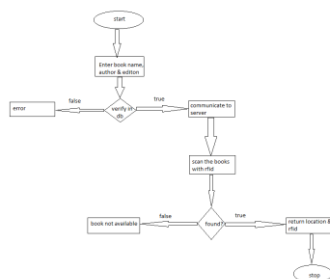 start
Enter book name,
author & editon
false
true
error
verify in
db
communicate to
server
scan the books
with rfid
false
true
book not available
found?
return location &
rfid
stop